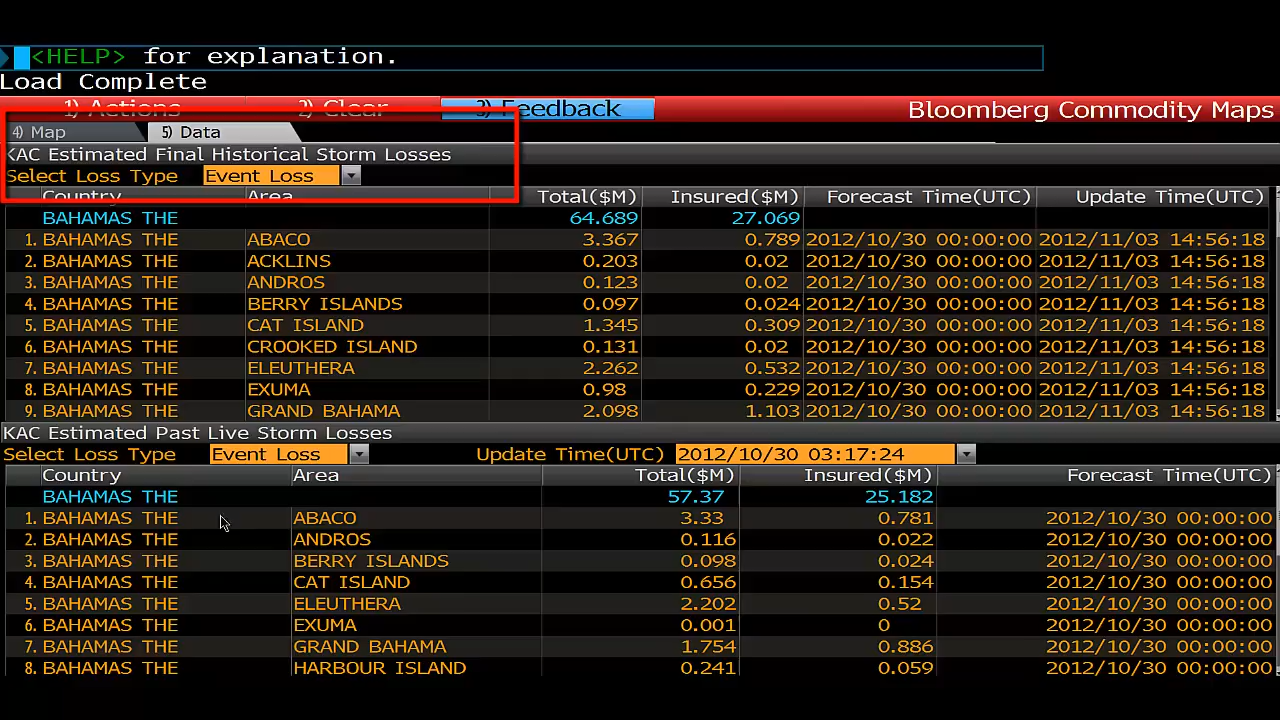 <HELP> for explanation.
Load Complete
1) Actions 2) Clear 3) Feedback Bloomberg Commodity Maps
4) Map 5) Data
KAC Estimated Final Historical Storm Losses
Select Loss Type Event Loss
Country Area Total($M) Insured($M) Forecast Time(UTC) Update Time(UTC)
BAHAMAS THE 64.689 27.069
1. BAHAMAS THE ABACO 3.367 0.789 2012/10/30 00:00:00 2012/11/03 14:56:18
2. BAHAMAS THE ACKLINS 0.203 0.02 2012/10/30 00:00:00 2012/11/03 14:56:18
3. BAHAMAS THE ANDROS 0.123 0.02 2012/10/30 00:00:00 2012/11/03 14:56:18
4. BAHAMAS THE BERRY ISLANDS 0.097 0.024 2012/10/30 00:00:00 2012/11/03 14:56:18
5. BAHAMAS THE CAT ISLAND 1.345 0.309 2012/10/30 00:00:00 2012/11/03 14:56:18
6. BAHAMAS THE CROOKED ISLAND 0.131 0.02 2012/10/30 00:00:00 2012/11/03 14:56:18
7. BAHAMAS THE ELEUTHERA 2.262 0.532 2012/10/30 00:00:00 2012/11/03 14:56:18
8. BAHAMAS THE EXUMA 0.98 0.229 2012/10/30 00:00:00 2012/11/03 14:56:18
9. BAHAMAS THE GRAND BAHAMA 2.098 1.103 2012/10/30 00:00:00 2012/11/03 14:56:18
KAC Estimated Past Live Storm Losses
Select Loss Type Event Loss Update Time(UTC) 2012/10/30 03:17:24
Country Area Total($M) Insured($M) Forecast Time(UTC)
BAHAMAS THE 57.37 25.182
1. BAHAMAS THE ABACO 3.33 0.781 2012/10/30 00:00:00
2. BAHAMAS THE ANDROS 0.116 0.022 2012/10/30 00:00:00
3. BAHAMAS THE BERRY ISLANDS 0.098 0.024 2012/10/30 00:00:00
4. BAHAMAS THE CAT ISLAND 0.656 0.154 2012/10/30 00:00:00
5. BAHAMAS THE ELEUTHERA 2.202 0.52 2012/10/30 00:00:00
6. BAHAMAS THE EXUMA 0.001 0 2012/10/30 00:00:00
7. BAHAMAS THE GRAND BAHAMA 1.754 0.886 2012/10/30 00:00:00
8. BAHAMAS THE HARBOUR ISLAND 0.241 0.059 2012/10/30 00:00:00